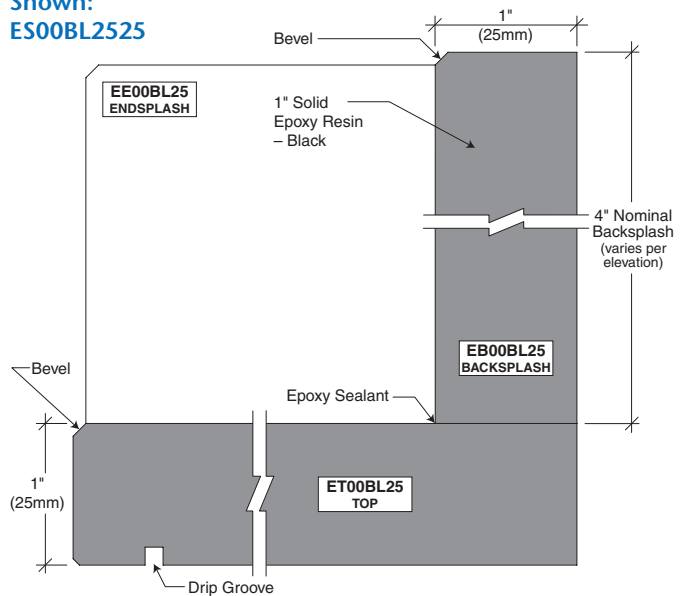 Shown:
ES00BL2525
1"
(25mm)
Bevel
EE00BL25
ENDSPLASH
1" Solid
Epoxy Resin
– Black
4" Nominal
Backsplash
(varies per
elevation)
EB00BL25
BACKSPLASH
Bevel
Epoxy Sealant
1"
(25mm)
ET00BL25
TOP
Drip Groove